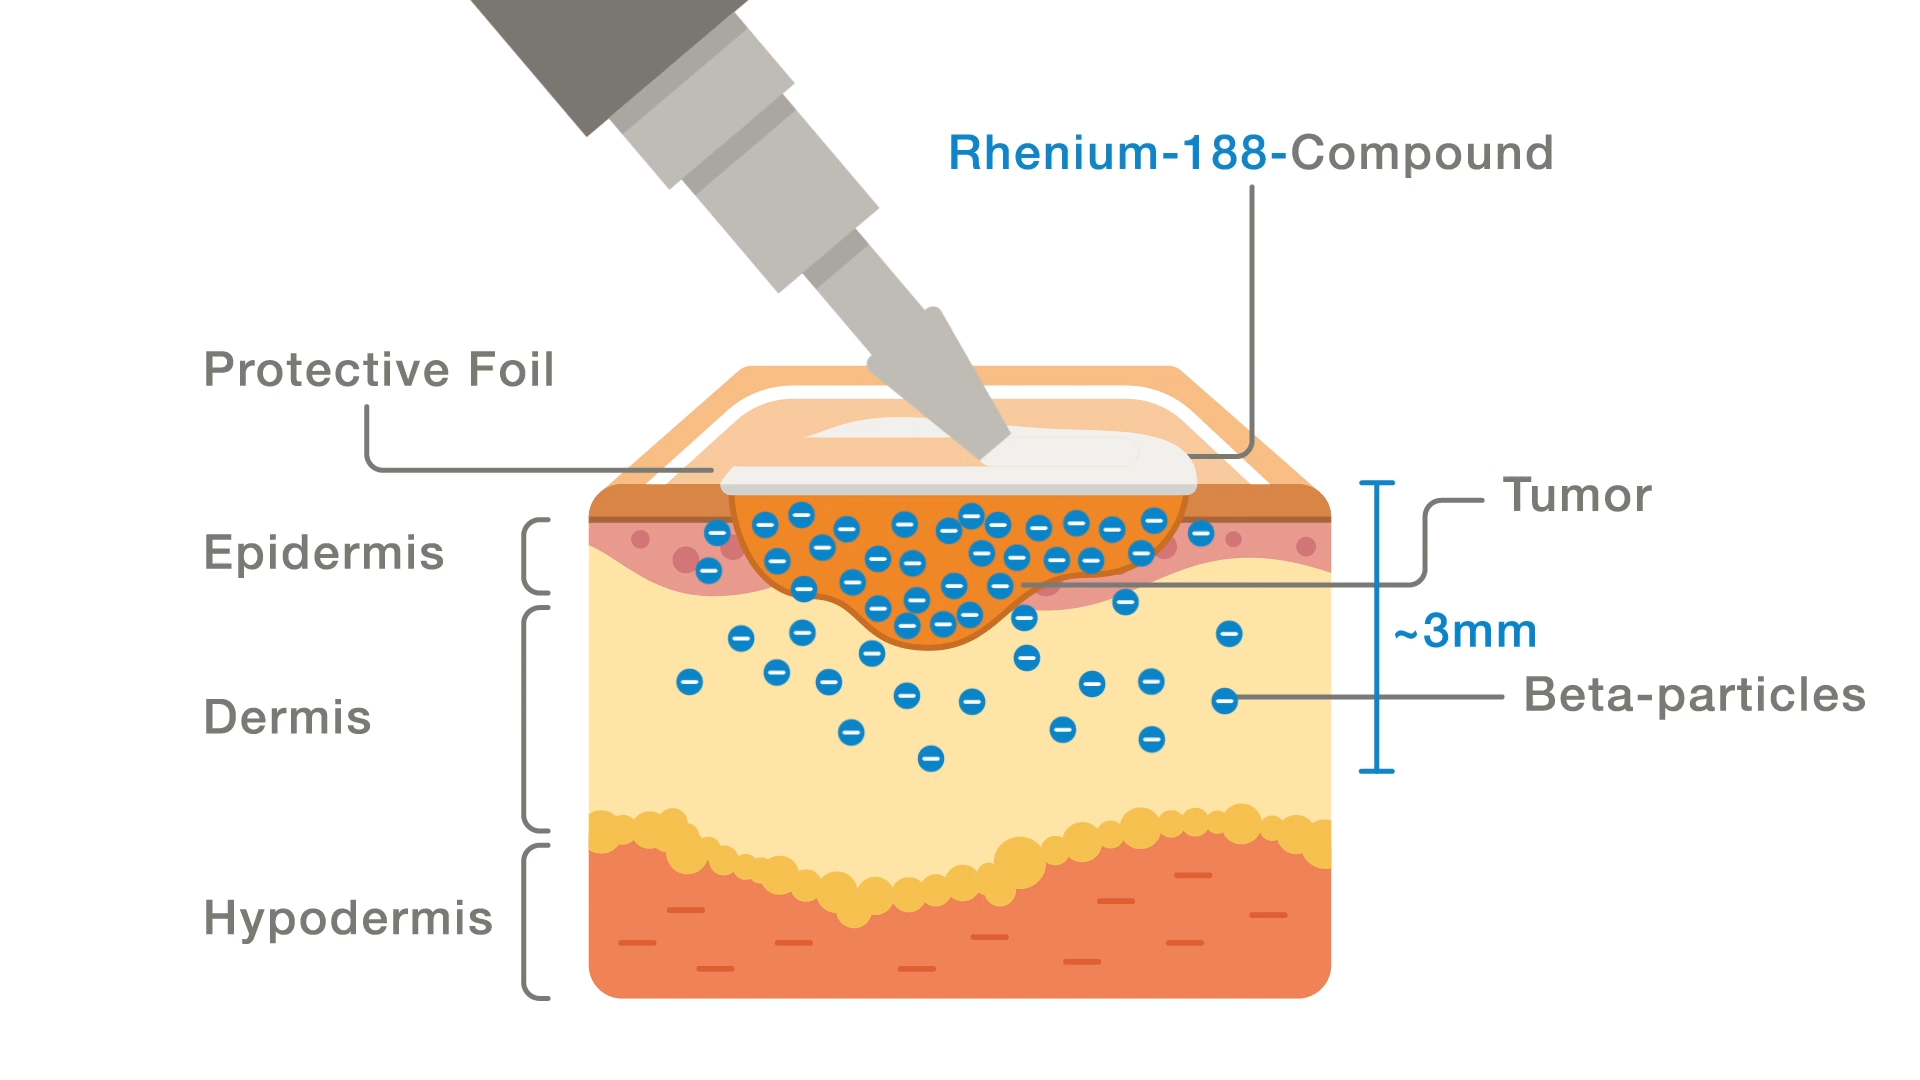 Rhenium-188-Compound
Protective Foil
Tumor
Epidermis
~3mm
Beta-particles
Dermis
Hypodermis